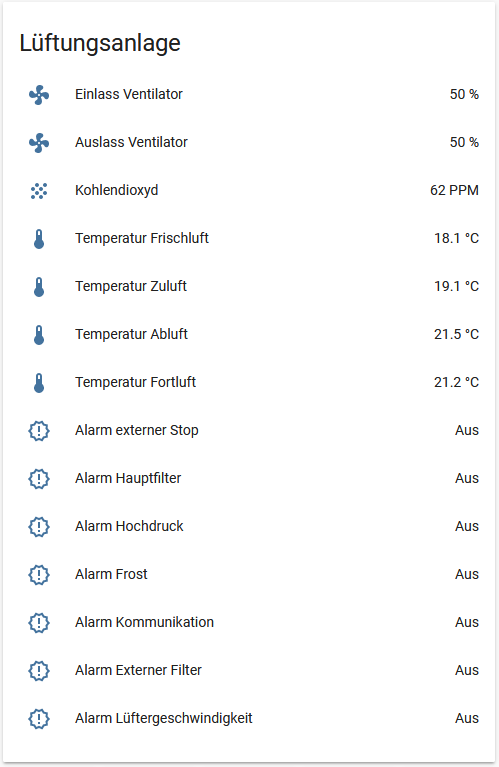 Lüftungsanlage
Einlass Ventilator 50 %
Auslass Ventilator 50 %
Kohlendioxyd 62 PPM
Temperatur Frischluft 18.1 °C
Temperatur Zuluft 19.1 °C
Temperatur Abluft 21.5 °C
Temperatur Fortluft 21.2 °C
Alarm externer Stop Aus
Alarm Hauptfilter Aus
Alarm Hochdruck Aus
Alarm Frost Aus
Alarm Kommunikation Aus
Alarm Externer Filter Aus
Alarm Lüftergeschwindigkeit Aus